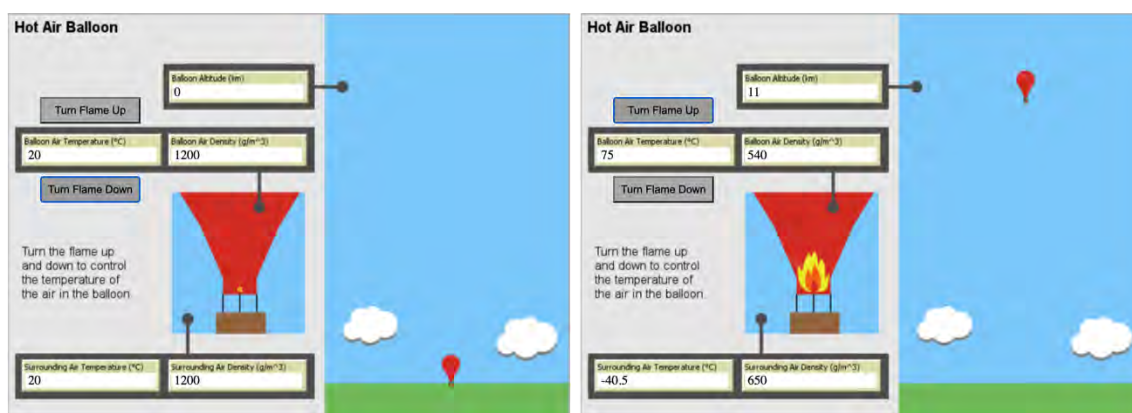 Hot Air Balloon
Balloon Altitude (km)
0
Turn Flame Up
Balloon Air Temperature (°C)
20
Balloon Air Density (g/m^3)
1200
Turn Flame Down
Turn the flame up
and down to control
the temperature of
the air in the balloon
Surrounding Air Temperature (°C)
20
Surrounding Air Density (g/m^3)
1200
Hot Air Balloon
Balloon Altitude (km)
11
Turn Flame Up
Balloon Air Temperature (°C)
75
Balloon Air Density (g/m^3)
540
Turn Flame Down
Turn the flame up
and down to control
the temperature of
the air in the balloon
Surrounding Air Temperature (°C)
-40.5
Surrounding Air Density (g/m^3)
650